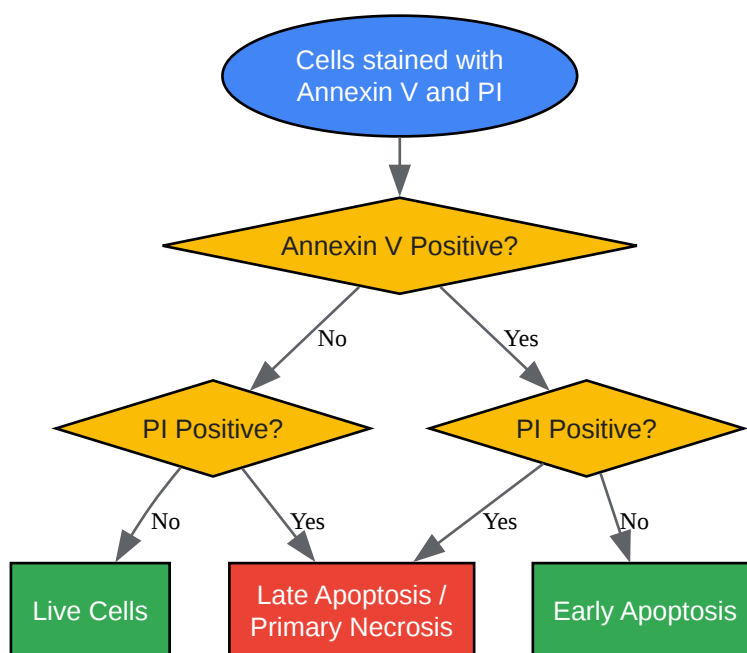 Cells stained with
Annexin V and PI
Annexin V Positive?
No
Yes
PI Positive?
PI Positive?
No
Yes
Yes
No
Live Cells
Late Apoptosis /
Primary Necrosis
Early Apoptosis